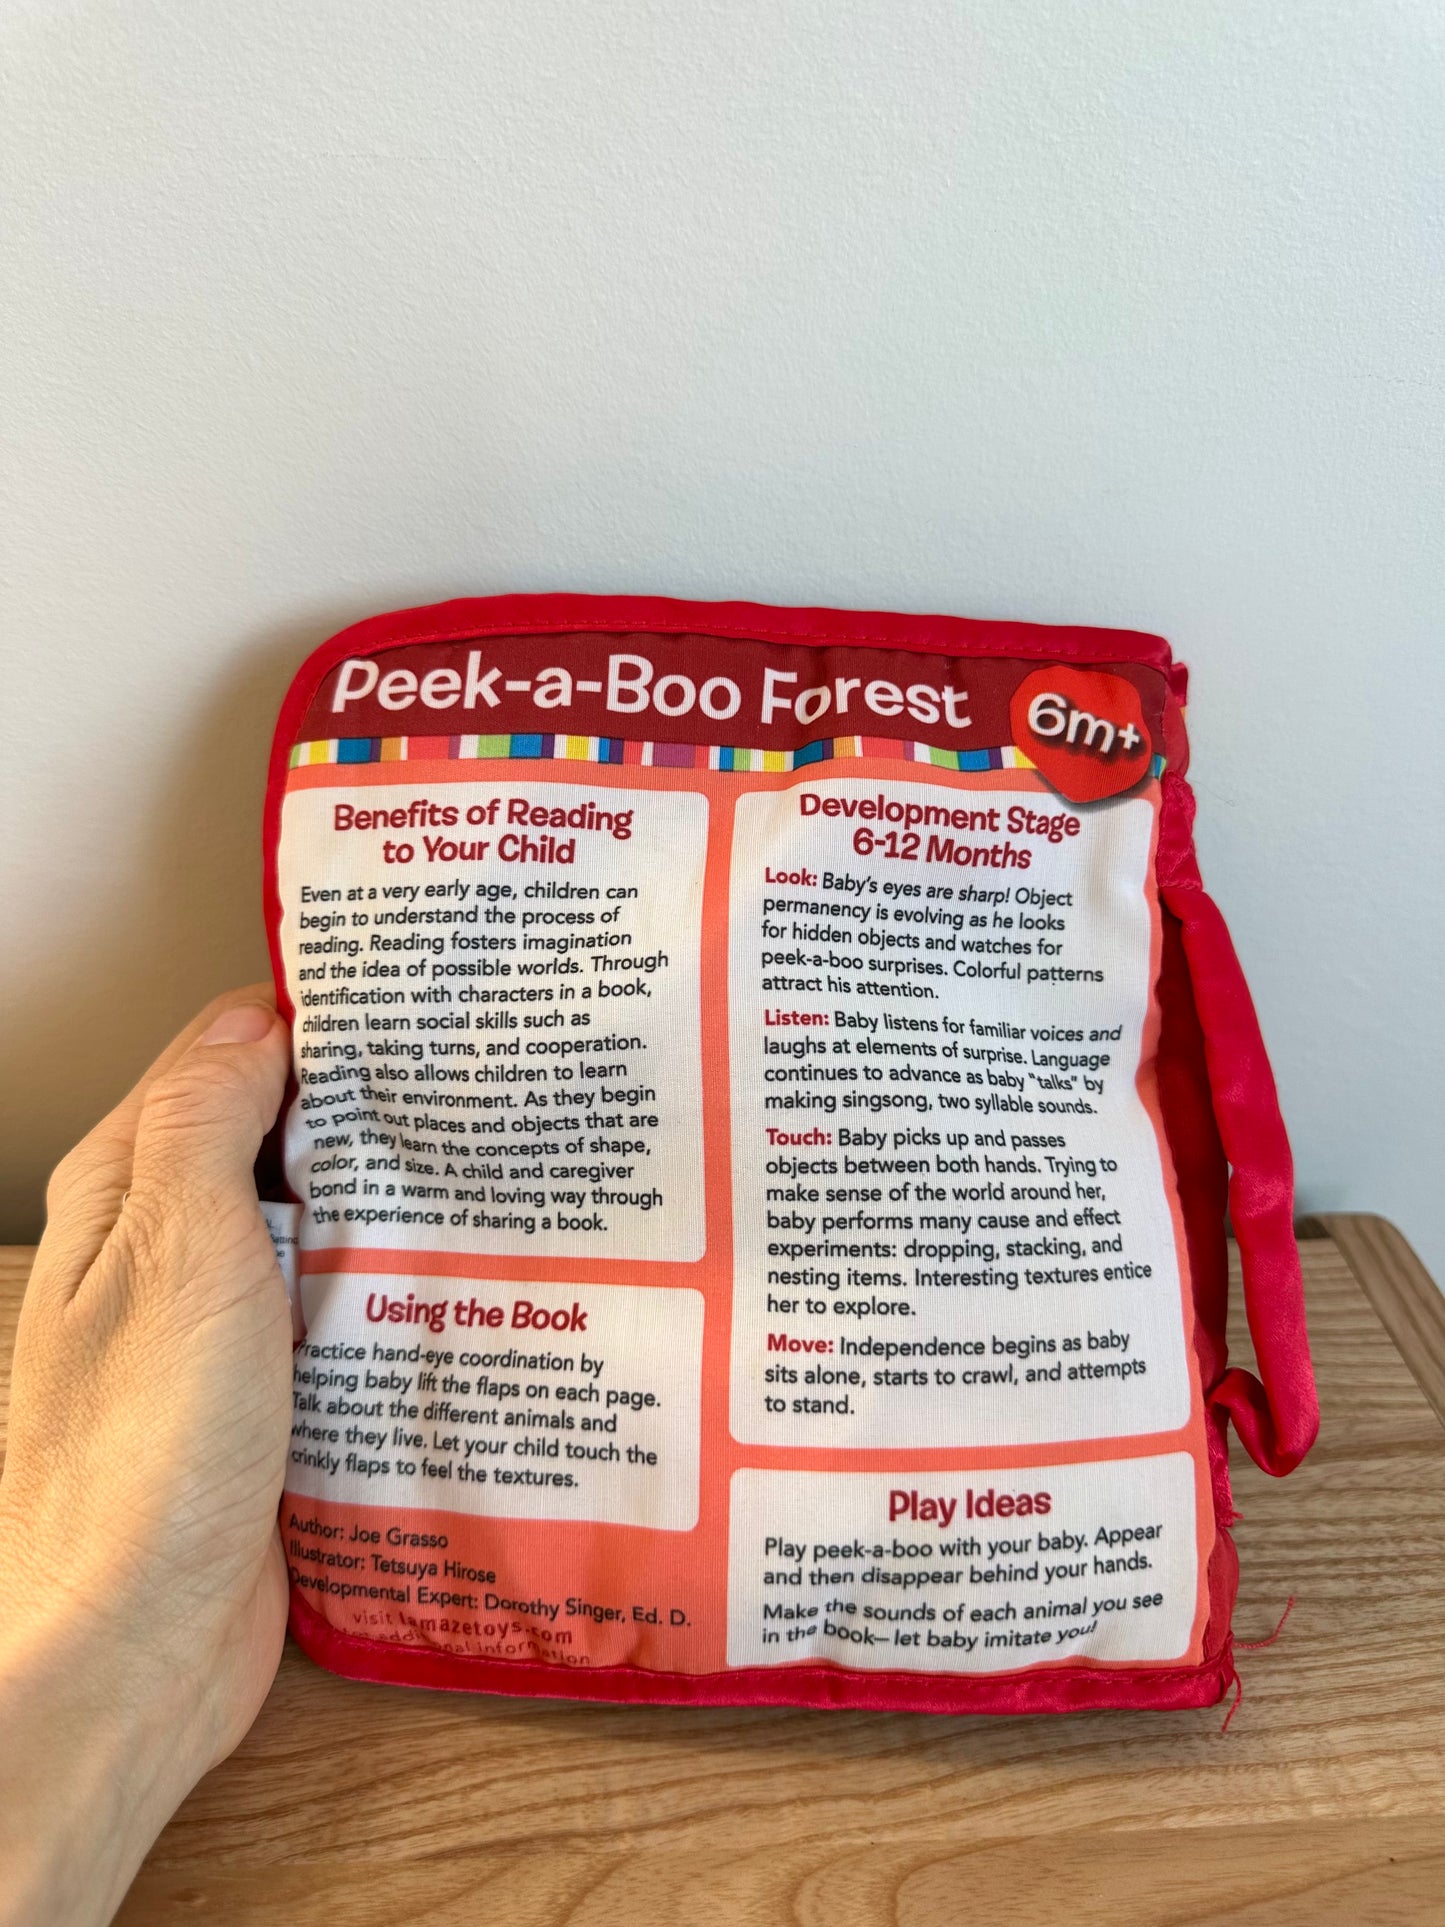 Peek-a-Boo Forest
6m+
Benefits of Reading
to Your Child
Even at a very early age, children can
begin to understand the process of
reading. Reading fosters imagination
and the idea of possible worlds. Through
identification with characters in a book,
children learn social skills such as
sharing, taking turns, and cooperation.
Reading also allows children to learn
about their environment. As they begin
to point out places and objects that are
new, they learn the concepts of shape,
color, and size. A child and caregiver
bond in a warm and loving way through
the experience of sharing a book.
Using the Book
Practice hand-eye coordination by
helping baby lift the flaps on each page.
Talk about the different animals and
where they live. Let your child touch the
crinkly flaps to feel the textures.
Author: Joe Grasso
Illustrator: Tetsuya Hirose
Developmental Expert: Dorothy Singer, Ed. D.
visit lamazetoys.com
additional information
Development Stage
6-12 Months
Look: Baby's eyes are sharp! Object
permanency is evolving as he looks
for hidden objects and watches for
peek-a-boo surprises. Colorful patterns
attract his attention.
Listen: Baby listens for familiar voices and
laughs at elements of surprise. Language
continues to advance as baby "talks" by
making singsong, two syllable sounds.
Touch: Baby picks up and passes
objects between both hands. Trying to
make sense of the world around her,
baby performs many cause and effect
experiments: dropping, stacking, and
nesting items. Interesting textures entice
her to explore.
Move: Independence begins as baby
sits alone, starts to crawl, and attempts
to stand.
Play Ideas
Play peek-a-boo with your baby. Appear
and then disappear behind your hands.
Make the sounds of each animal you see
in the book—let baby imitate you!